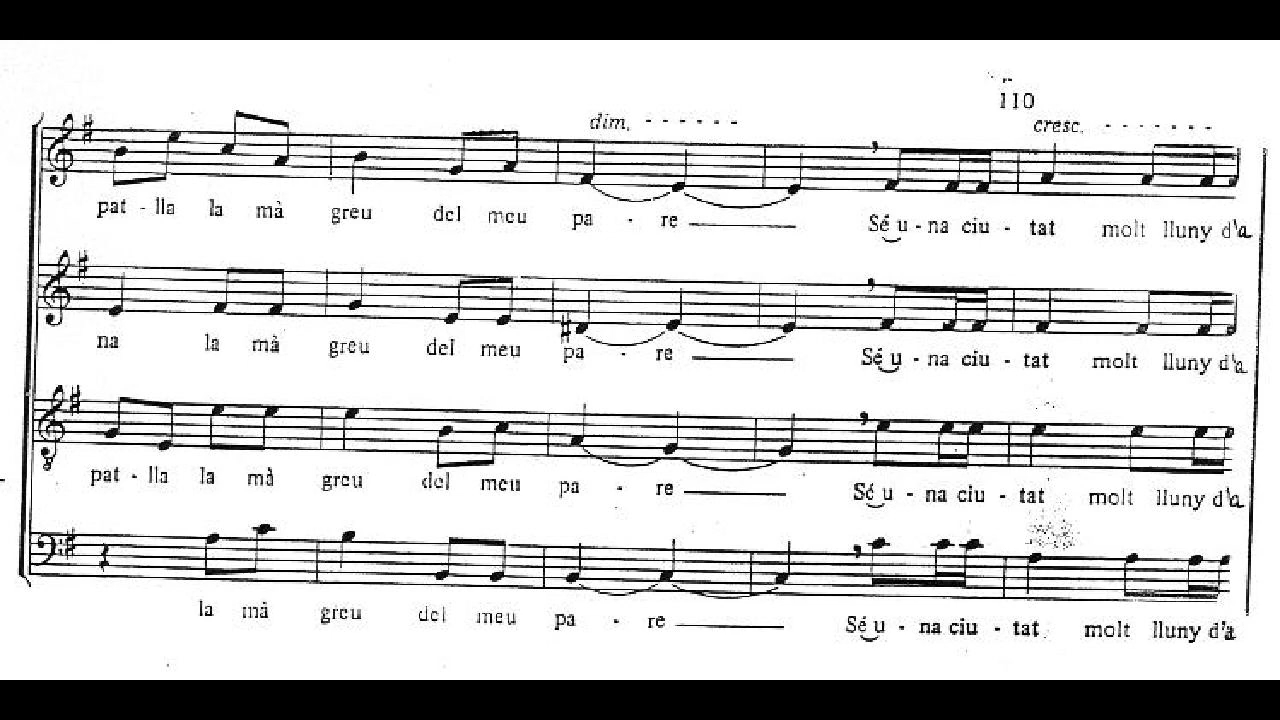 110
dim. - - - - - - cresc. - - - - - - -
pat - lla la mà greu del meu pa - re Sé u - na ciu - tat molt lluny d'a
na la mà greu del meu pa - re Sé u - na ciu - tat molt lluny d'a
pat - lla la mà greu del meu pa - re Sé u - na ciu - tat molt lluny d'a
la mà greu del meu pa - re Sé u - na ciu - tat molt lluny d'a